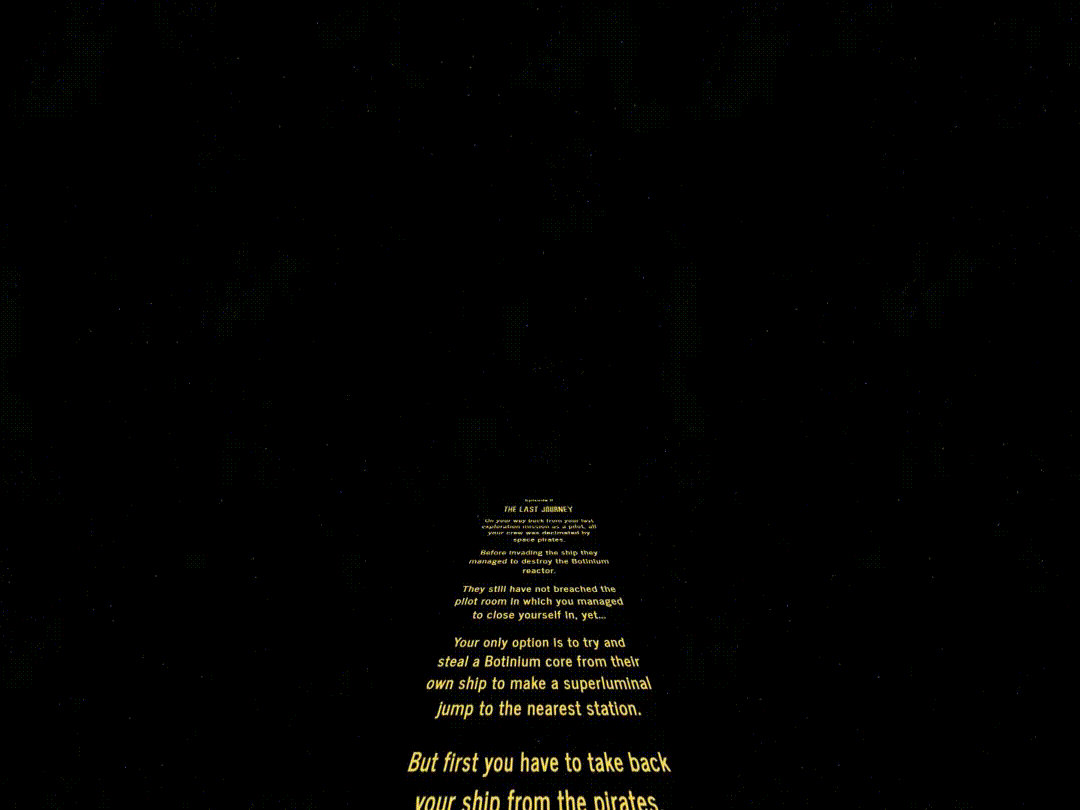 THE LAST JOURNEY
On your way back from your last
exploration mission as a pilot, all
your crew was decimated by
space pirates.
Before invading the ship they
managed to destroy the Botinium
reactor.
They still have not breached the
pilot room in which you managed
to close yourself in, yet...
Your only option is to try and
steal a Botinium core from their
own ship to make a superluminal
jump to the nearest station.
But first you have to take back
your ship from the pirates.